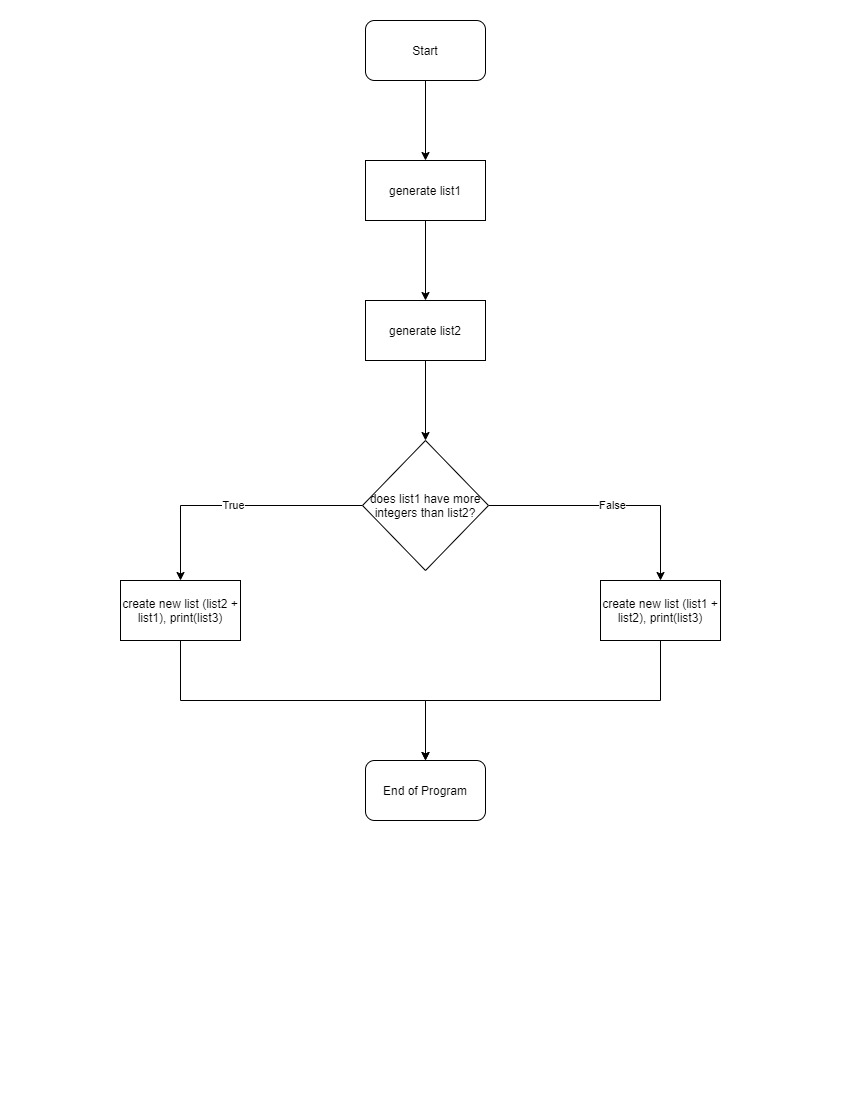 Start
generate list1
generate list2
does list1 have more
integers than list2?
True
False
create new list (list2 +
list1), print(list3)
create new list (list1 +
list2), print(list3)
End of Program